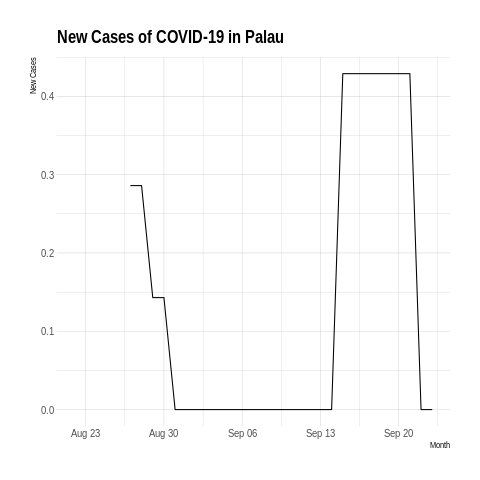 New Cases of COVID-19 in Palau
New Cases
0.4
0.3
0.2
0.1
0.0
Aug 23 Aug 30 Sep 06 Sep 13 Sep 20
Month